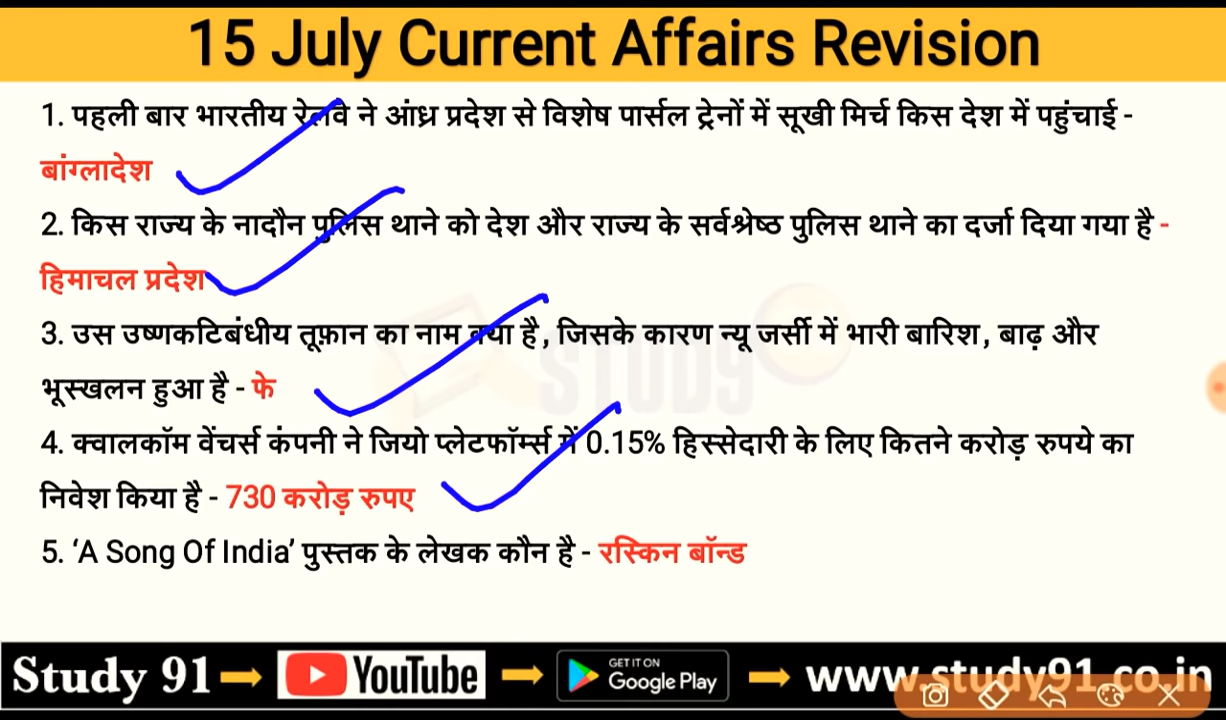 15 July Current Affairs Revision
1. पहली बार भारतीय रेलवे ने आंध्र प्रदेश से विशेष पार्सल ट्रेनों में सूखी मिर्च किस देश में पहुंचाई -
बांग्लादेश
2. किस राज्य के नादौन पुलिस थाने को देश और राज्य के सर्वश्रेष्ठ पुलिस थाने का दर्जा दिया गया है -
हिमाचल प्रदेश
3. उस उष्णकटिबंधीय तूफ़ान का नाम क्या है, जिसके कारण न्यू जर्सी में भारी बारिश, बाढ़ और
भूस्खलन हुआ है - फे
4. क्वालकॉम वेंचर्स कंपनी ने जियो प्लेटफॉर्म्स में 0.15% हिस्सेदारी के लिए कितने करोड़ रुपये का
निवेश किया है - 730 करोड़ रुपए
5. ‘A Song Of India’ पुस्तक के लेखक कौन है - रस्किन बॉन्ड
STUDY
Study 91 YouTube GET IT ON Google Play www.study91.co.in